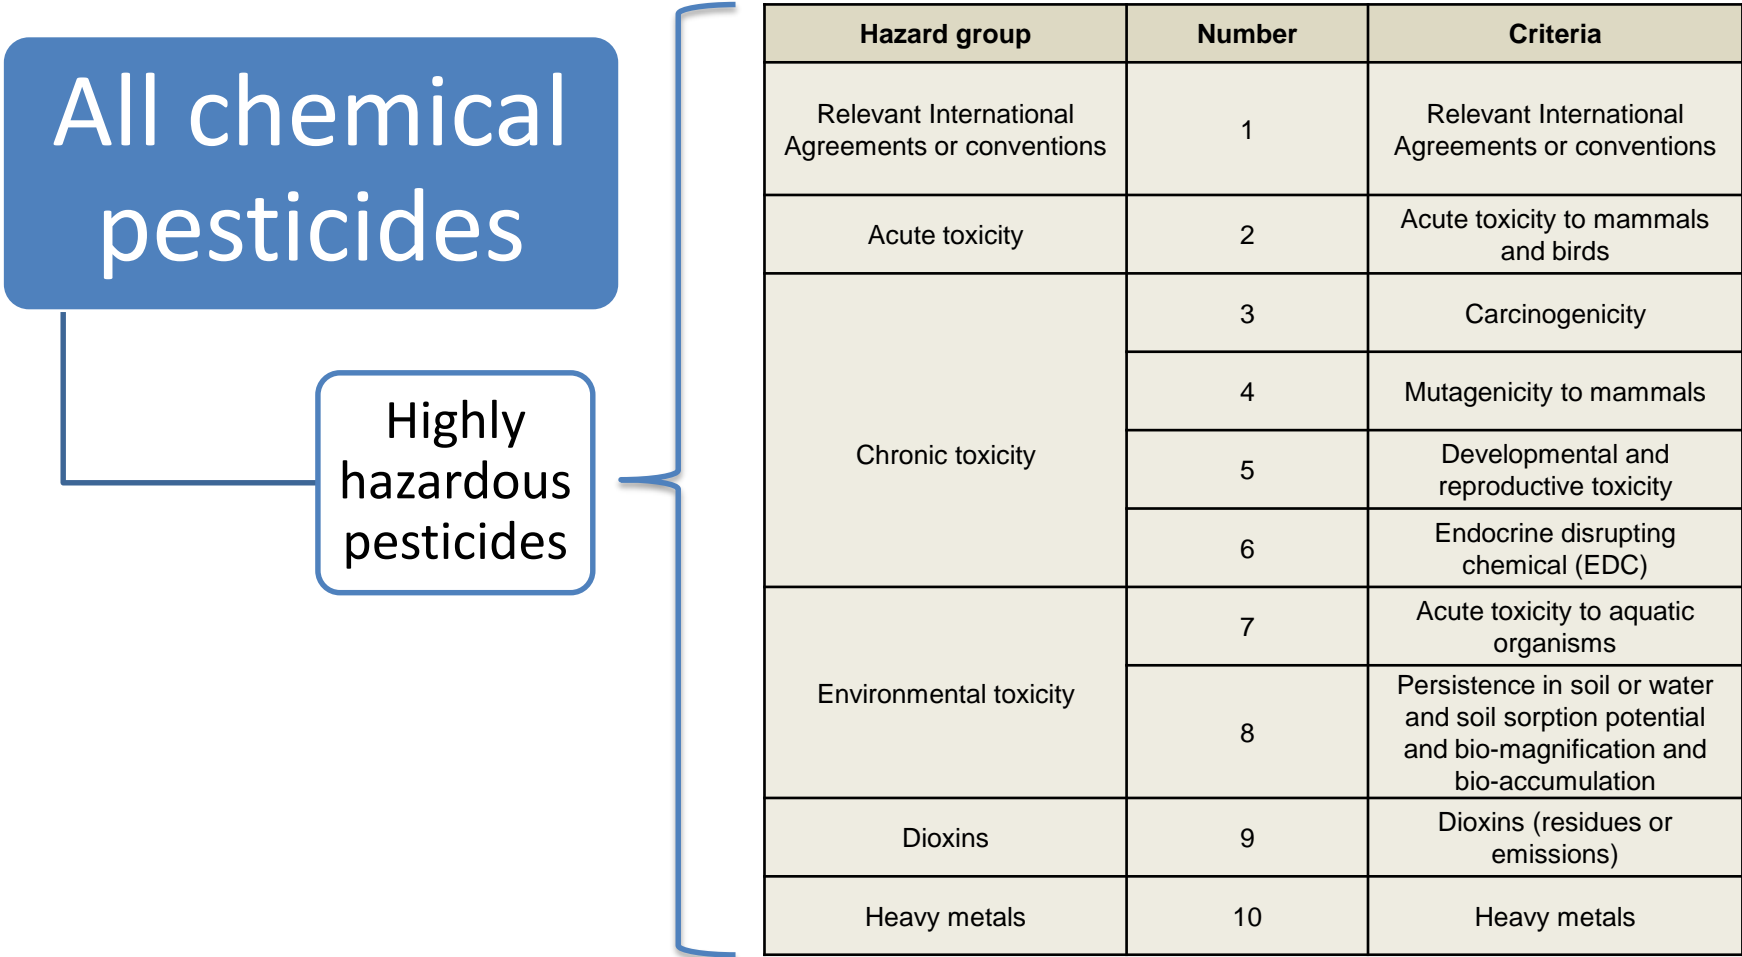 All chemical
pesticides
Highly
hazardous
pesticides
Hazard group Number Criteria
Relevant International
Agreements or conventions
1
Relevant International
Agreements or conventions
Acute toxicity
2
Acute toxicity to mammals
and birds
Chronic toxicity
3
Carcinogenicity
4
Mutagenicity to mammals
5
Developmental and
reproductive toxicity
6
Endocrine disrupting
chemical (EDC)
Environmental toxicity
7
Acute toxicity to aquatic
organisms
8
Persistence in soil or water
and soil sorption potential
and bio-magnification and
bio-accumulation
Dioxins
9
Dioxins (residues or
emissions)
Heavy metals
10
Heavy metals